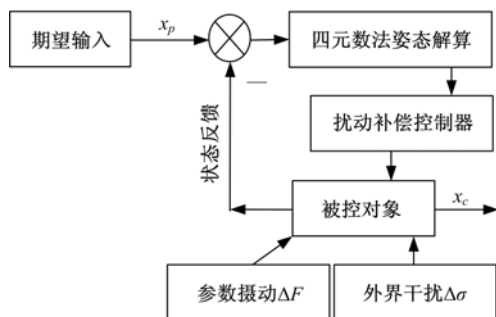 期望输入
x_p
四元数法姿态解算
—
扰动补偿控制器
状态反馈
被控对象
x_c
参数摄动ΔF
外界干扰Δσ